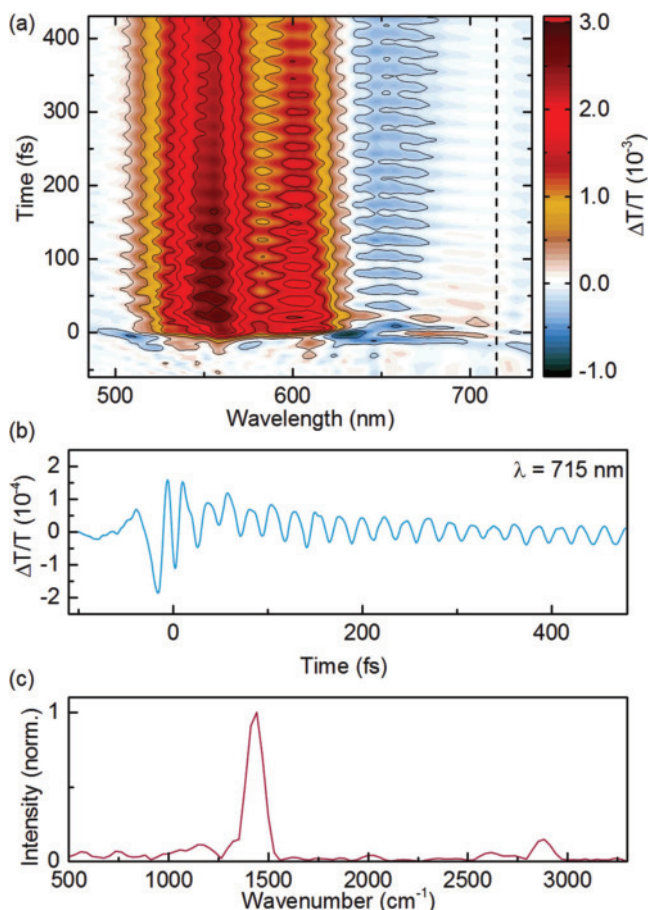 (a)
400
300
200
100
0
Time (fs)
500
600
700
Wavelength (nm)
3.0
2.0
1.0
0.0
-1.0
ΔT/T (10⁻³)
(b)
λ = 715 nm
2
1
0
-1
-2
ΔT/T (10⁻⁴)
0
200
400
Time (fs)
(c)
1
0
Intensity (norm.)
500
1000
1500
2000
2500
3000
Wavenumber (cm⁻¹)